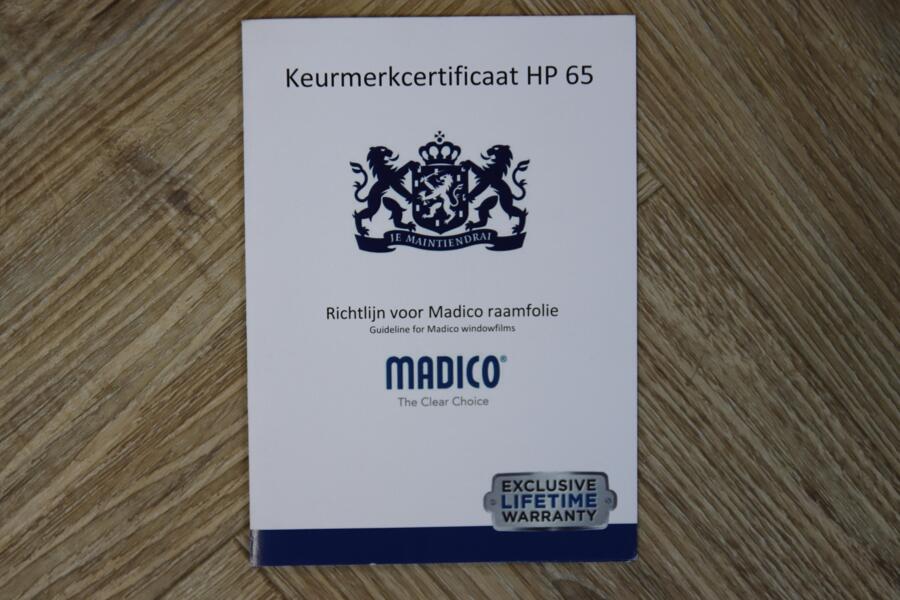 Keurmerkcertificaat HP 65
JE MAINTIENDRAI
Richtlijn voor Madico raamfolie
Guideline for Madico windowfilms
MADICO®
The Clear Choice
EXCLUSIVE
LIFETIME
WARRANTY